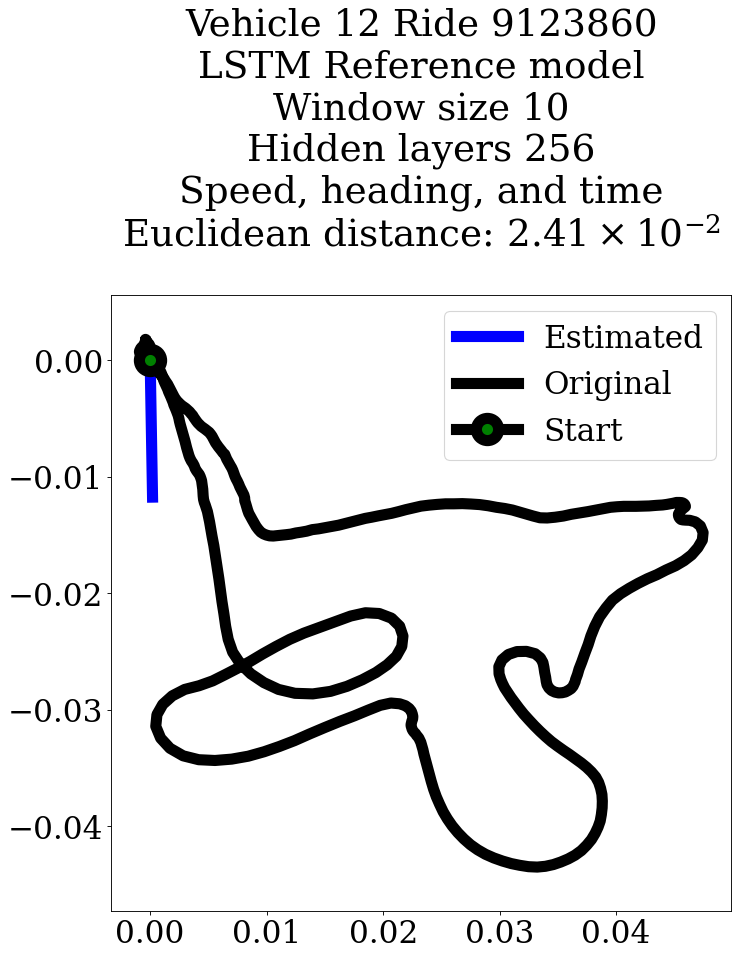 Vehicle 12 Ride 9123860
LSTM Reference model
Window size 10
Hidden layers 256
Speed, heading, and time
Euclidean distance: 2.41 × 10⁻²
Estimated
Original
Start
0.00
−0.01
−0.02
−0.03
−0.04
0.00 0.01 0.02 0.03 0.04